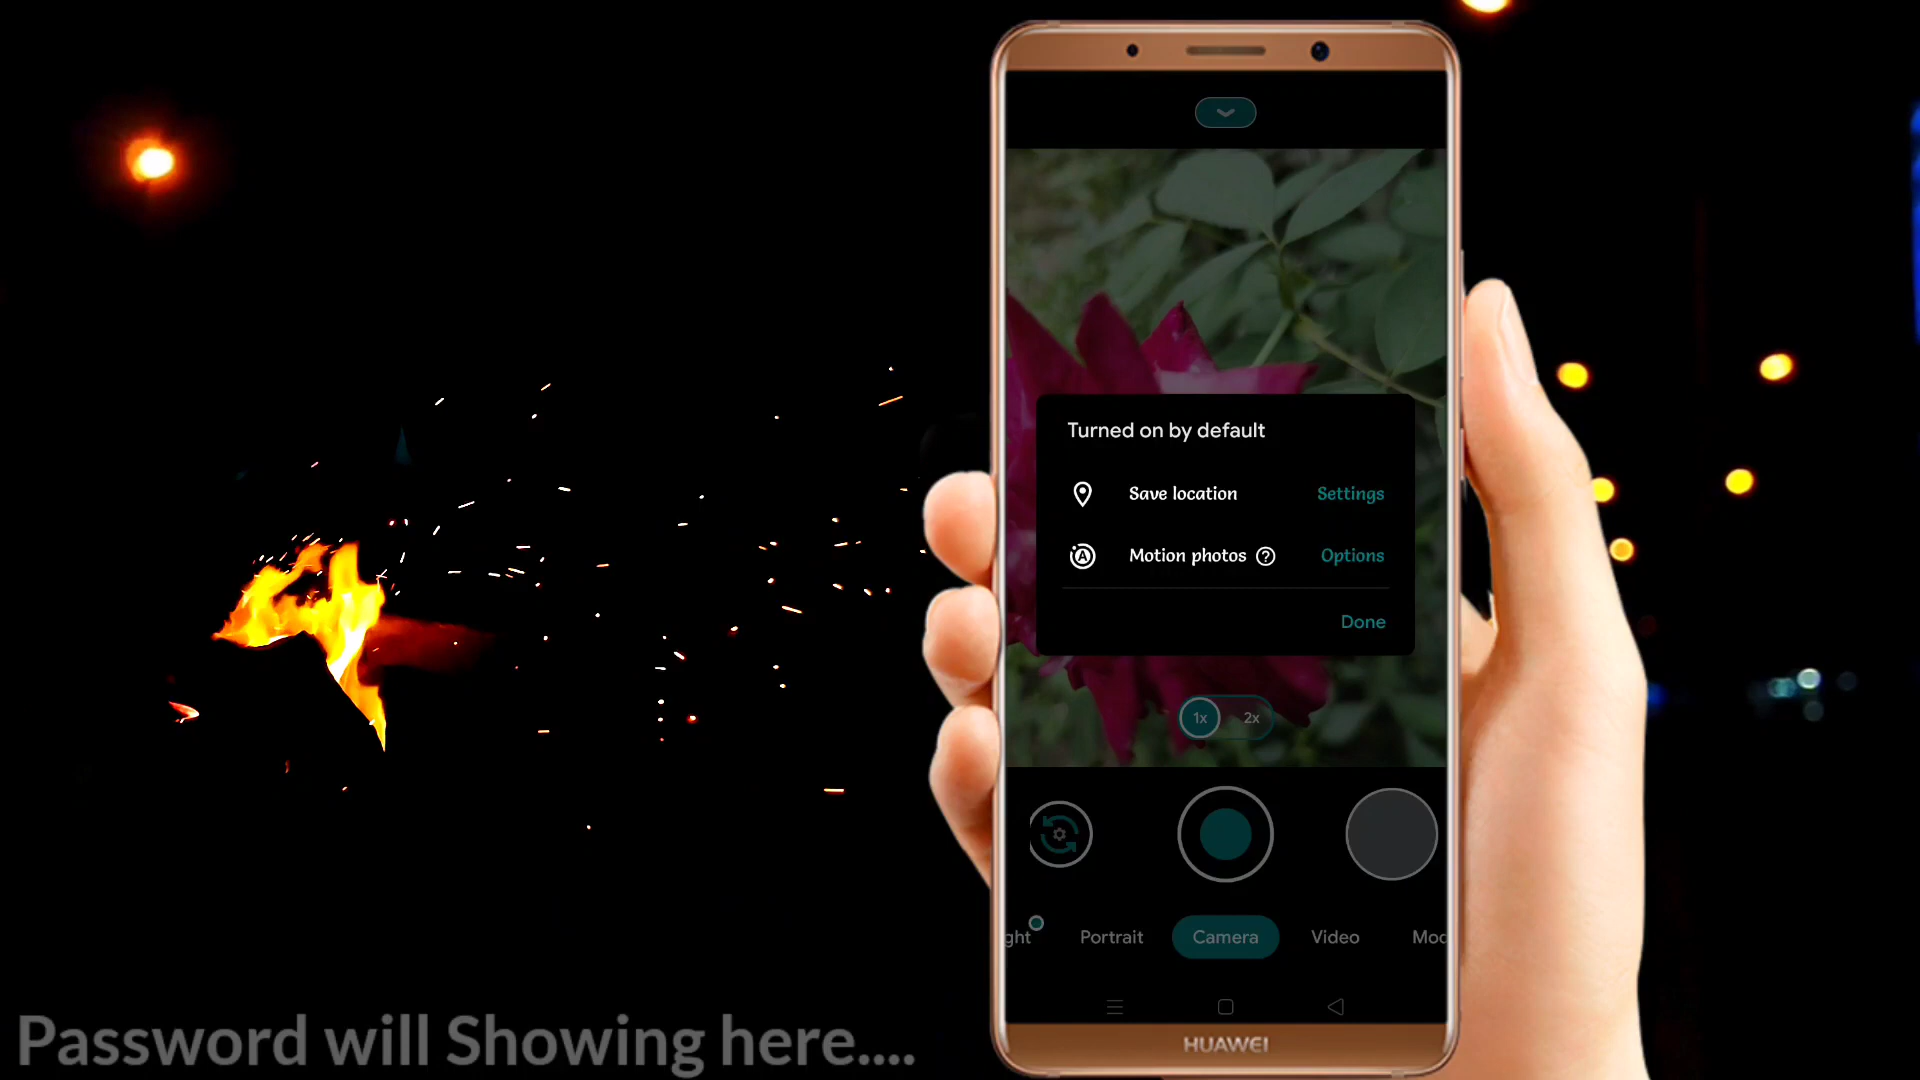 Turned on by default
Save location Settings
Motion photos Options
Done
1x 2x
ght Portrait Camera Video Mod
HUAWEI
Password will Showing here....